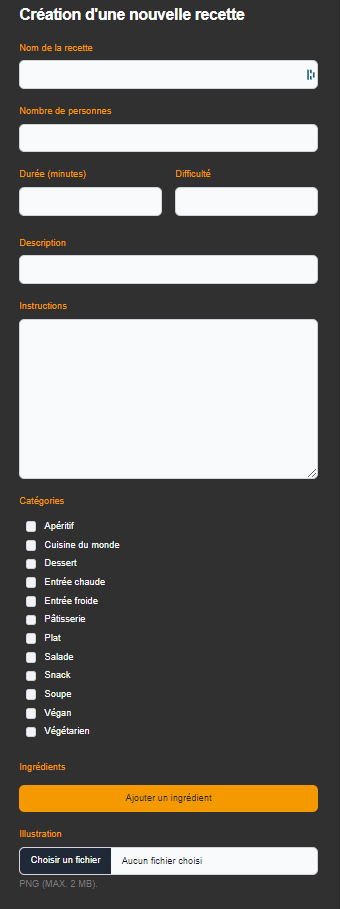 Création d'une nouvelle recette
Nom de la recette
Nombre de personnes
Durée (minutes) Difficulté
Description
Instructions
Catégories
Apéritif
Cuisine du monde
Dessert
Entrée chaude
Entrée froide
Pâtisserie
Plat
Salade
Snack
Soupe
Végan
Végétarien
Ingrédients
Ajouter un ingrédient
Illustration
Choisir un fichier Aucun fichier choisi
PNG (MAX. 2 MB).